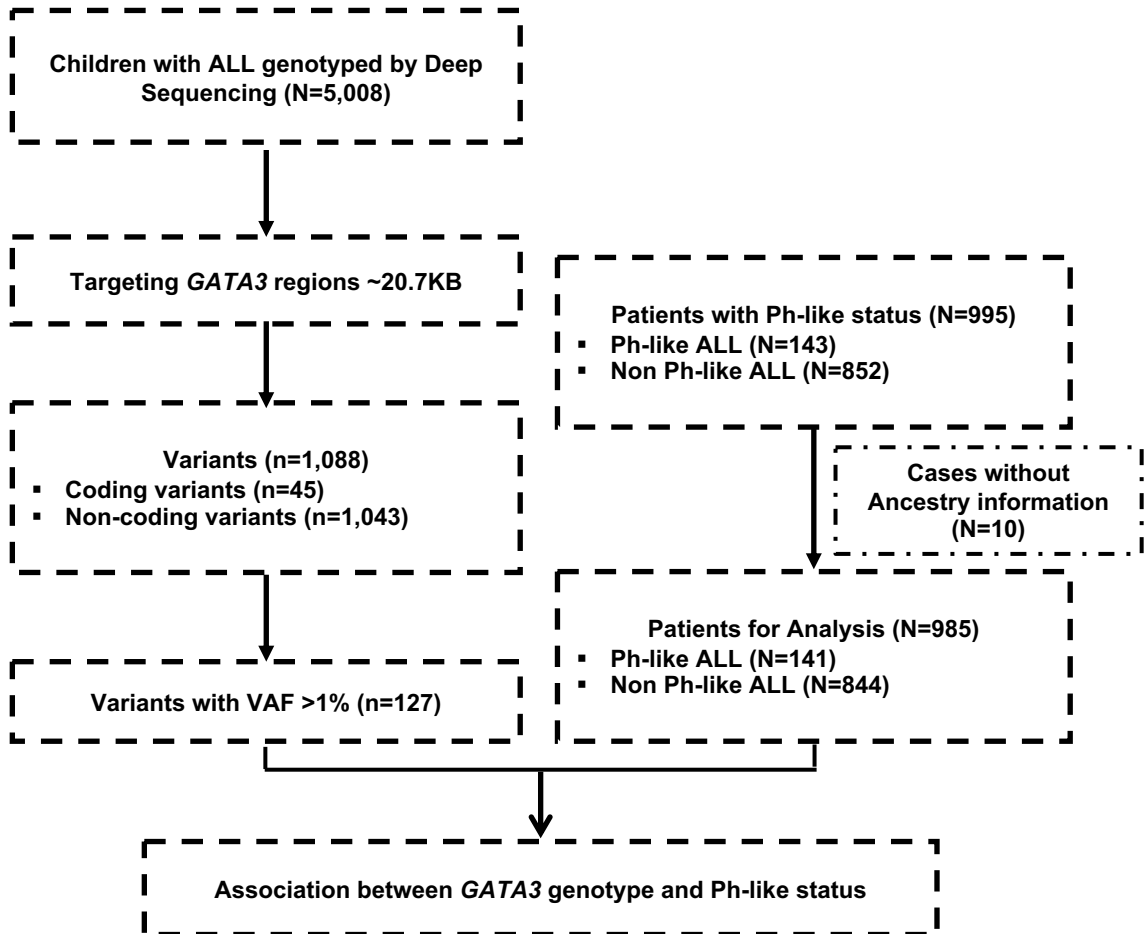 Children with ALL genotyped by Deep
Sequencing (N=5,008)
Targeting GATA3 regions ~20.7KB
Variants (n=1,088)
▪ Coding variants (n=45)
▪ Non-coding variants (n=1,043)
Variants with VAF >1% (n=127)
Patients with Ph-like status (N=995)
▪ Ph-like ALL (N=143)
▪ Non Ph-like ALL (N=852)
Cases without
Ancestry information
(N=10)
Patients for Analysis (N=985)
▪ Ph-like ALL (N=141)
▪ Non Ph-like ALL (N=844)
Association between GATA3 genotype and Ph-like status